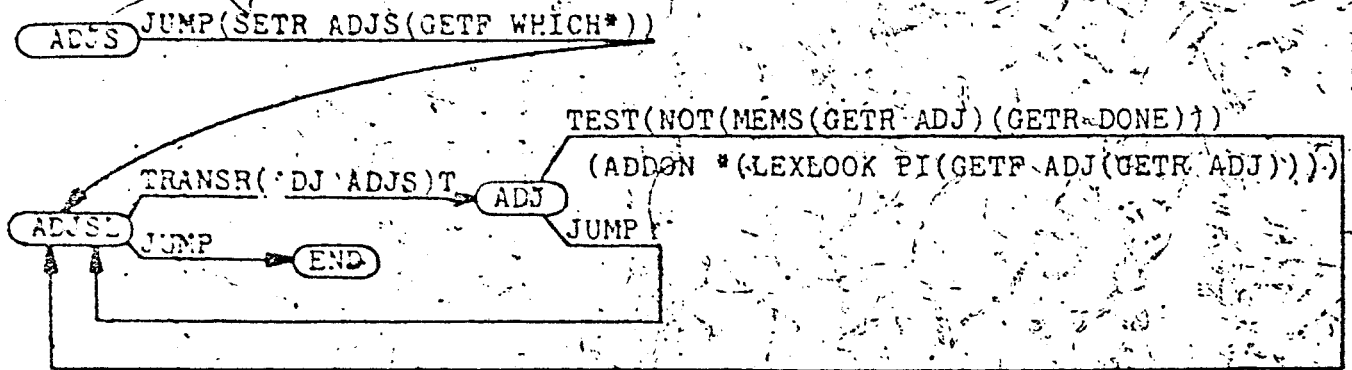 ADJS JUMP(SETR ADJS(GETF WHICH*))
TEST(NOT(MEMS(GETR ADJ)(GETR DONE)))
(ADDON *(LEXLOOK PI(GETF ADJ(GETR ADJ))))
TRANSR('DJ ADJS)T ADJ
ADJS1 JUMP END
JUMP